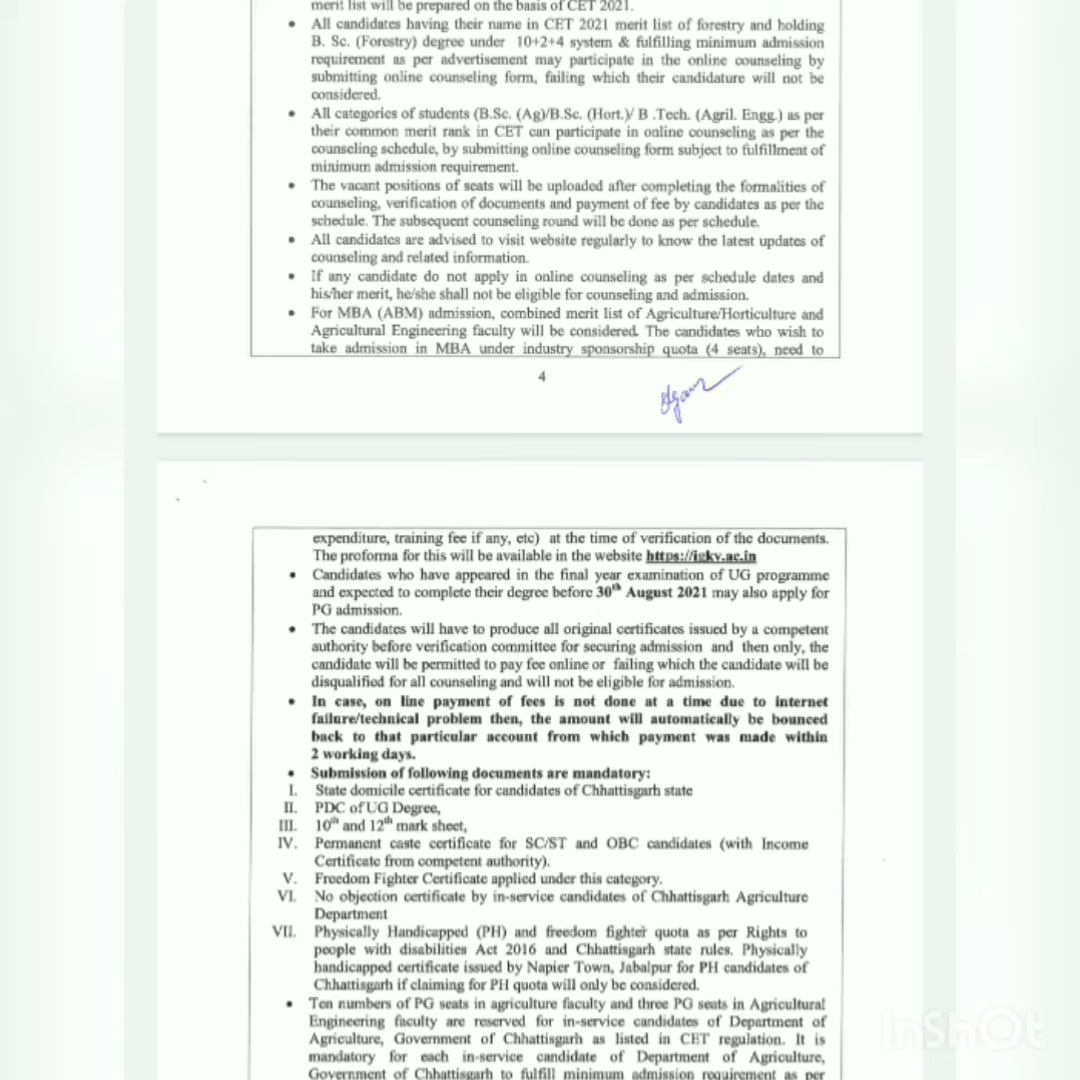 merit list will be prepared on the basis of CET 2021.
• All candidates having their name in CET 2021 merit list of forestry and holding
B. Sc. (Forestry) degree under 10+2+4 system & fulfilling minimum admission
requirement as per advertisement may participate in the online counseling by
submitting online counseling form, failing which their candidature will not be
considered.
• All categories of students (B.Sc. (Ag)/B.Sc. (Hort.)/ B .Tech. (Agril. Engg.) as per
their common merit rank in CET can participate in online counseling as per the
counseling schedule, by submitting online counseling form subject to fulfillment of
minimum admission requirement.
• The vacant positions of seats will be uploaded after completing the formalities of
counseling, verification of documents and payment of fee by candidates as per the
schedule. The subsequent counseling round will be done as per schedule.
• All candidates are advised to visit website regularly to know the latest updates of
counseling and related information.
• If any candidate do not apply in online counseling as per schedule dates and
his/her merit, he/she shall not be eligible for counseling and admission.
• For MBA (ABM) admission, combined merit list of Agriculture/Horticulture and
Agricultural Engineering faculty will be considered. The candidates who wish to
take admission in MBA under industry sponsorship quota (4 seats), need to
4
expenditure, training fee if any, etc) at the time of verification of the documents.
The proforma for this will be available in the website https://igkv.ac.in
• Candidates who have appeared in the final year examination of UG programme
and expected to complete their degree before 30th August 2021 may also apply for
PG admission.
• The candidates will have to produce all original certificates issued by a competent
authority before verification committee for securing admission and then only, the
candidate will be permitted to pay fee online or failing which the candidate will be
disqualified for all counseling and will not be eligible for admission.
• In case, on line payment of fees is not done at a time due to internet
failure/technical problem then, the amount will automatically be bounced
back to that particular account from which payment was made within
2 working days.
• Submission of following documents are mandatory:
I. State domicile certificate for candidates of Chhattisgarh state
II. PDC of UG Degree,
III. 10th and 12th mark sheet,
IV. Permanent caste certificate for SC/ST and OBC candidates (with Income
Certificate from competent authority).
V. Freedom Fighter Certificate applied under this category.
VI. No objection certificate by in-service candidates of Chhattisgarh Agriculture
Department
VII. Physically Handicapped (PH) and freedom fighter quota as per Rights to
people with disabilities Act 2016 and Chhattisgarh state rules. Physically
handicapped certificate issued by Napier Town, Jabalpur for PH candidates of
Chhattisgarh if claiming for PH quota will only be considered.
• Ten numbers of PG seats in agriculture faculty and three PG seats in Agricultural
Engineering faculty are reserved for in-service candidates of Department of
Agriculture, Government of Chhattisgarh as listed in CET regulation. It is
mandatory for each in-service candidate of Department of Agriculture,
Government of Chhattisgarh to fulfill minimum admission requirement as per
InShOt